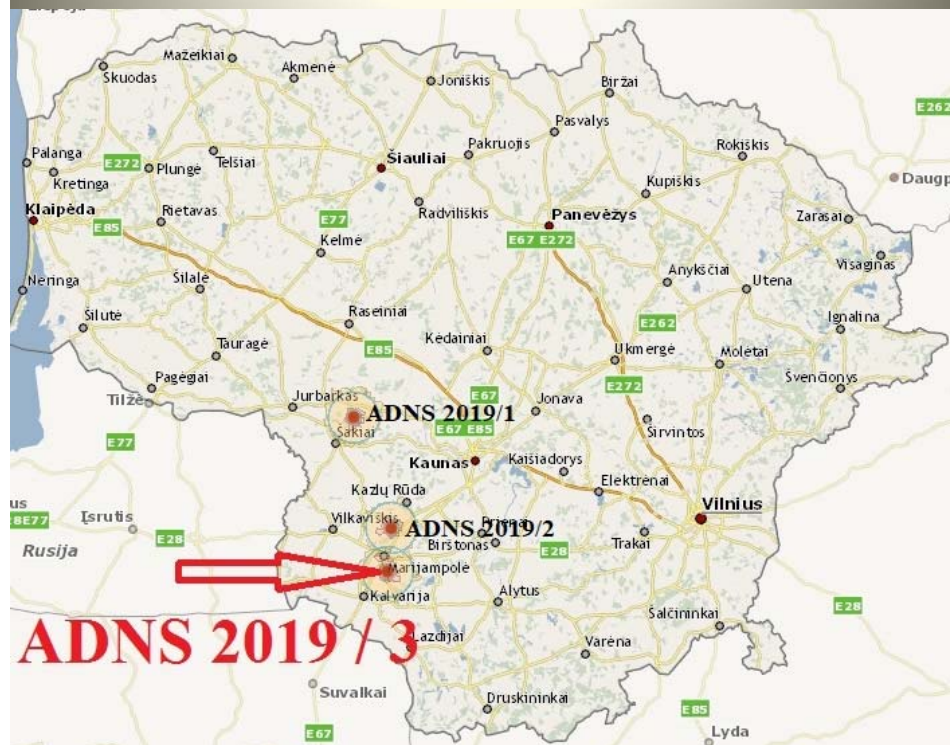 Mažeikiai
Skuodas
Akmenė
Joniškis
Biržai
E262
Pasvalys
Palanga
E272
Telšiai
Plungė
Šiauliai
Pakruojis
Rokiškis
Kretinga
Kupiškis
Daugp
Klaipėda
E85
Rietavas
E77
Radviliškis
Panevėžys
Zarasai
Kelmė
E67 E272
Visaginas
Neringa
Šilalė
Anykščiai
Utena
Šilutė
Raseiniai
E262
Ignalina
Tauragė
E85
Kėdainiai
Ukmergė
Molėtai
Pagėgiai
E272
Švenčionys
Tilžė
Jurbarkas
E67
Jonava
ADNS 2019/1
E77
Šakiai
E67 E85
Širvintos
Kaunas
Kaišiadorys
Elektrėnai
Kazlų Rūda
Vilnius
us
E77
Įsrutis
Vilkaviškis
ADNS 2019/2
Prienai
Rusija
E28
Birštonas
E28
Trakai
Marijampolė
Kalvarija
Alytus
E28
Šalčininkai
ADNS 2019 / 3
Lazdijai
Varėna
Suvalkai
Druskininkai
E85
E67
Lyda